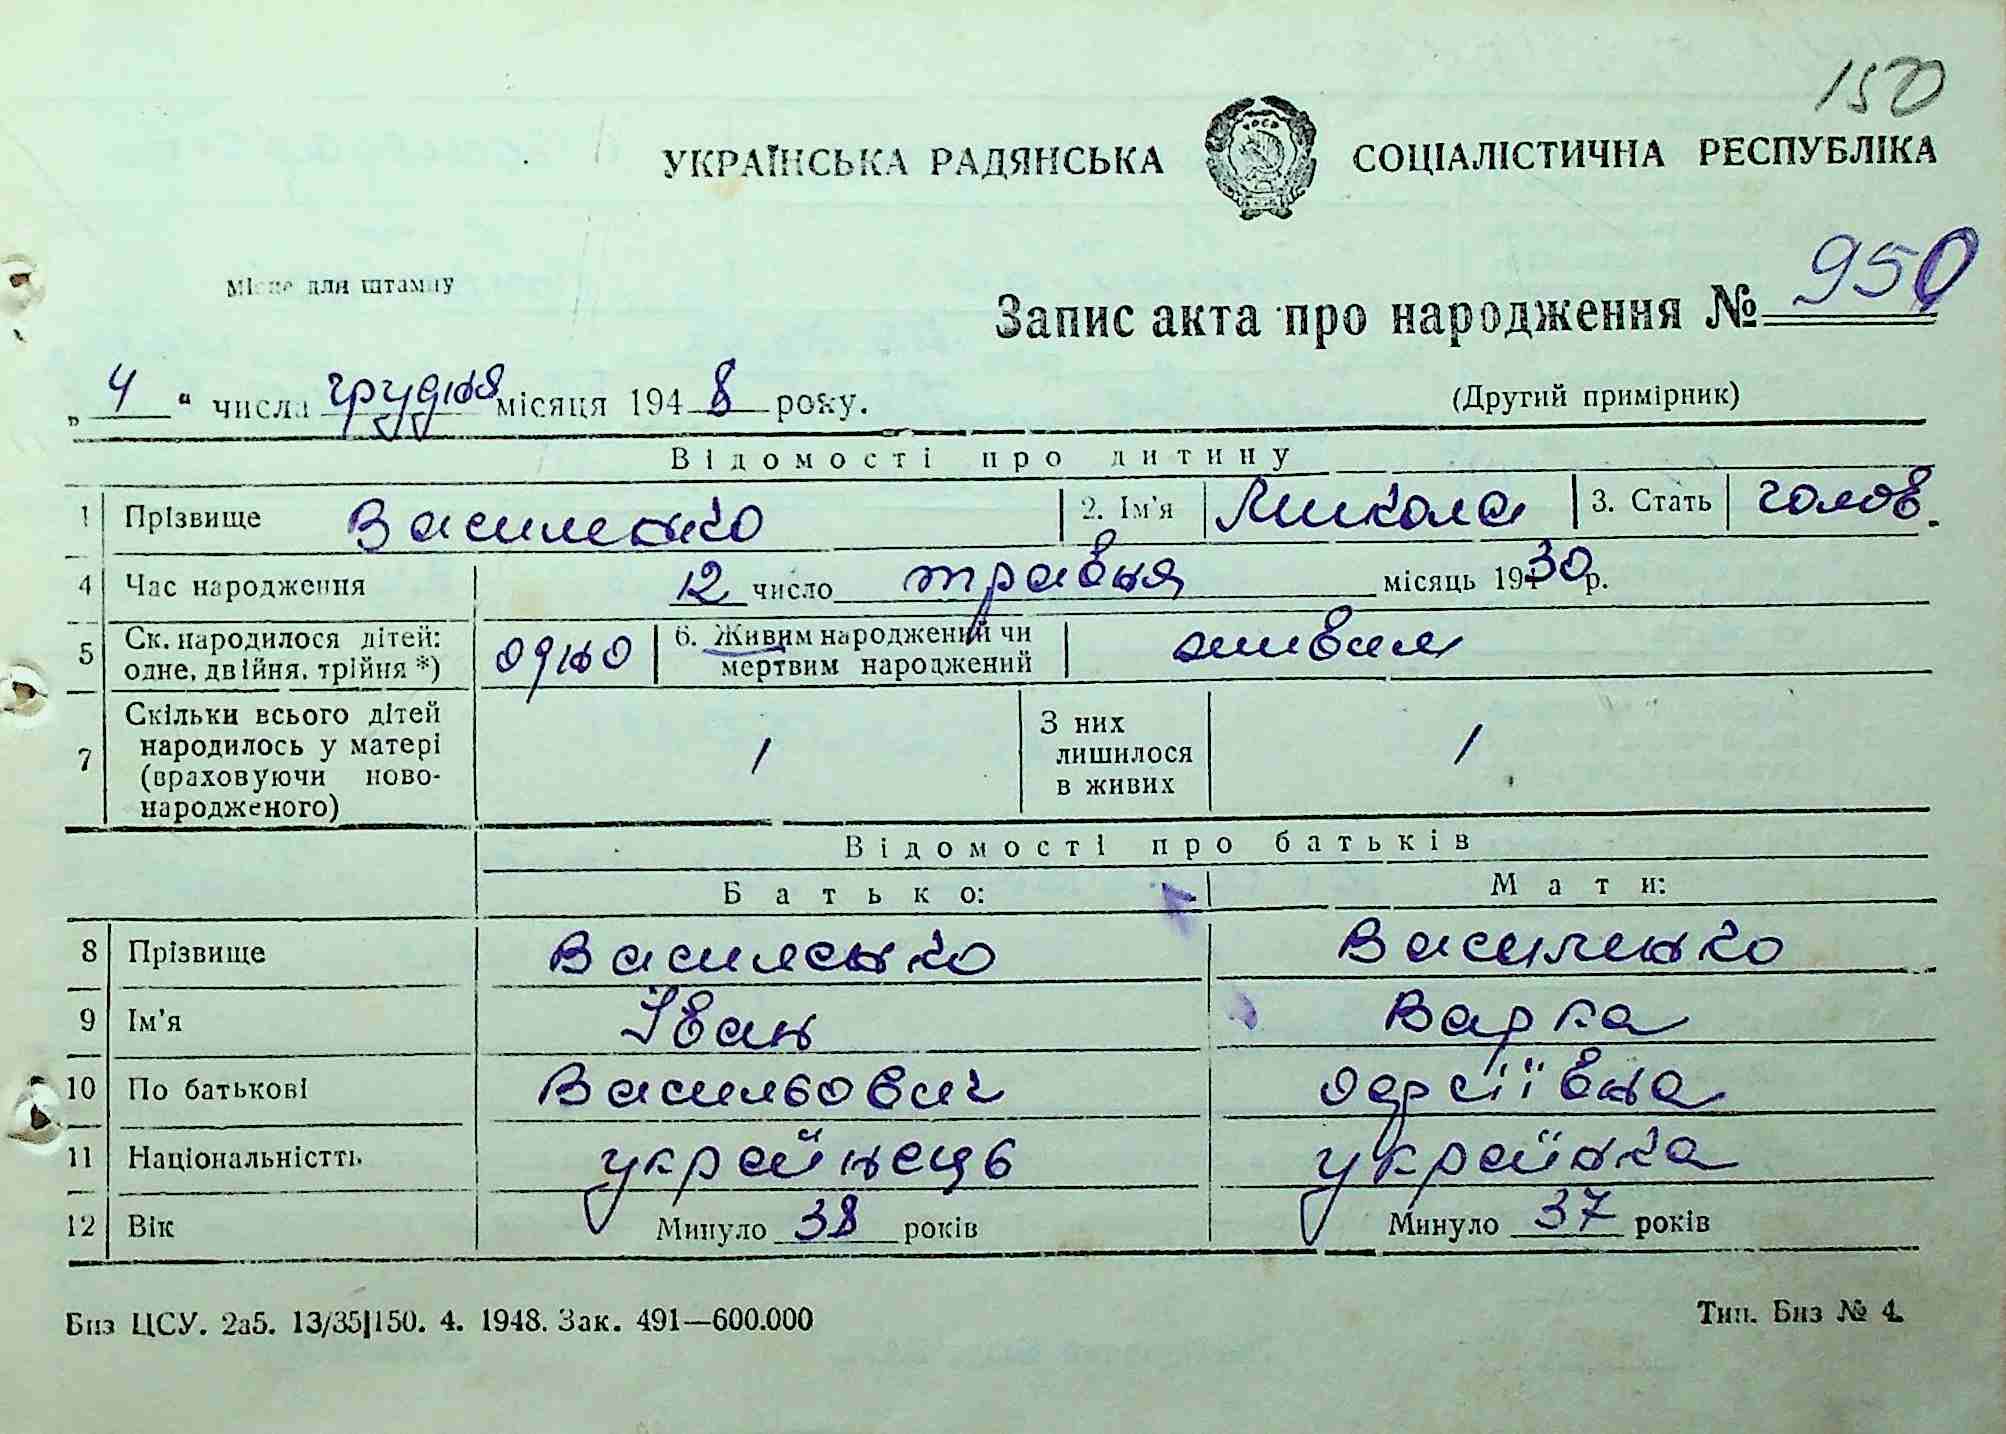 150
УКРАЇНСЬКА РАДЯНСЬКА СОЦІАЛІСТИЧНА РЕСПУБЛІКА
Місце для штампу
Запис акта про народження № 950
„4“ числа грудня місяця 1948 року.
(Другий примірник)
Відомості про дитину
1 Прізвище Василенко 2. Ім'я Микола 3. Стать голов.
4 Час народження 12 число травня місяць 1930 р.
5 Ск. народилося дітей: одне, двійня, трійня *) одно 6. Живим народжений чи мертвим народжений живим
7 Скільки всього дітей народилось у матері (враховуючи новонародженого) 1 З них лишилося в живих 1
Відомості про батьків
Батько: Мати:
8 Прізвище Василенко Василенко
9 Ім'я Іван Варка
10 По батькові Васильович
11 Національністть українець українка
12 Вік Минуло 38 років Минуло 37 років
Биз ЦСУ. 2а5. 13/35|150. 4. 1948. Зак. 491—600.000 Тип. Биз № 4.